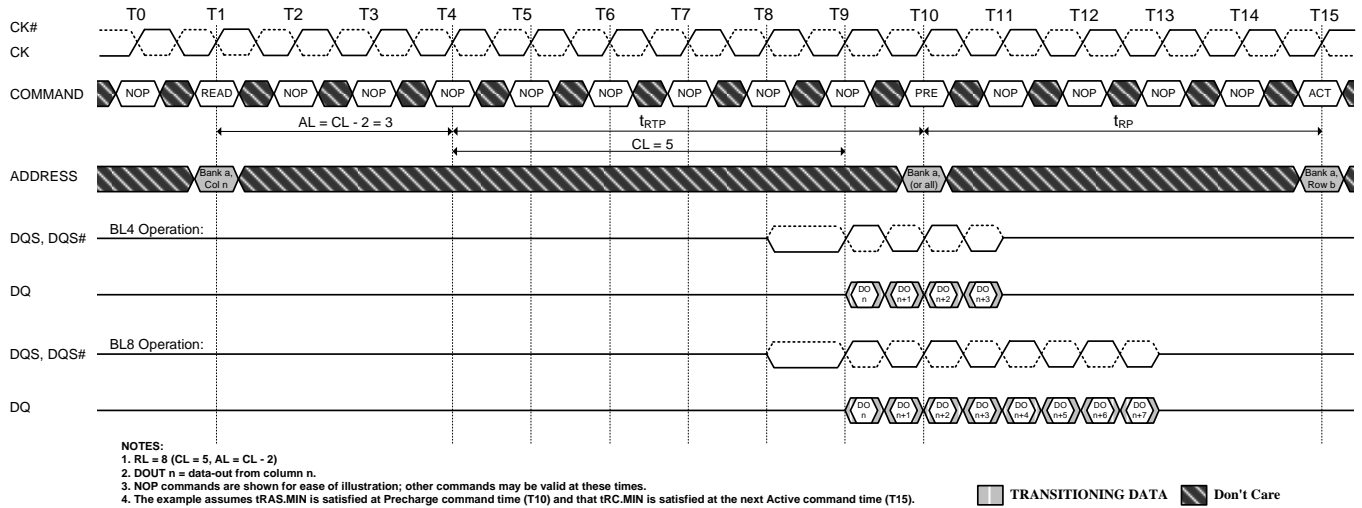 T0 T1 T2 T3 T4 T5 T6 T7 T8 T9 T10 T11 T12 T13 T14 T15
CK#
CK
COMMAND NOP READ NOP NOP NOP NOP NOP NOP NOP NOP PRE NOP NOP NOP NOP ACT
AL = CL - 2 = 3 tRTP tRP
CL = 5
ADDRESS Bank a, Col n Bank a, (or all) Bank a, Row b
BL4 Operation:
DQS, DQS#
DQ DO n DO n+1 DO n+2 DO n+3
BL8 Operation:
DQS, DQS#
DQ DO n DO n+1 DO n+2 DO n+3 DO n+4 DO n+5 DO n+6 DO n+7
NOTES:
1. RL = 8 (CL = 5, AL = CL - 2)
2. DOUT n = data-out from column n.
3. NOP commands are shown for ease of illustration; other commands may be valid at these times.
4. The example assumes tRAS.MIN is satisfied at Precharge command time (T10) and that tRC.MIN is satisfied at the next Active command time (T15).
TRANSITIONING DATA Don't Care